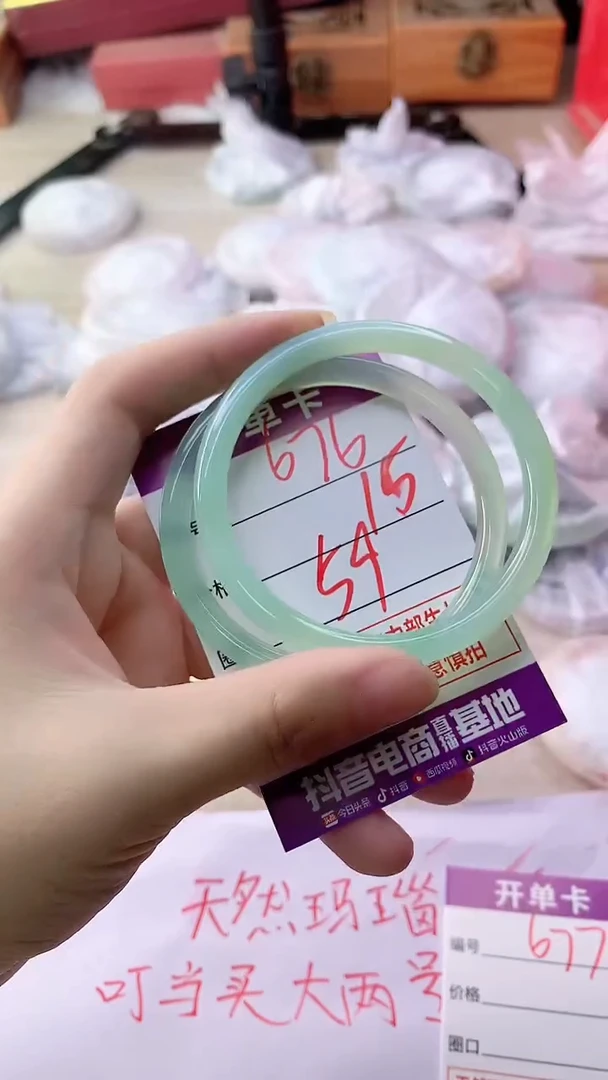 单卡
676
15
54
慎拍
抖音电商直播基地
今日头条 抖音 西瓜视频 抖音火山版
天然玛瑙
叮当买大两号
开单卡
编号 677
价格
圈口